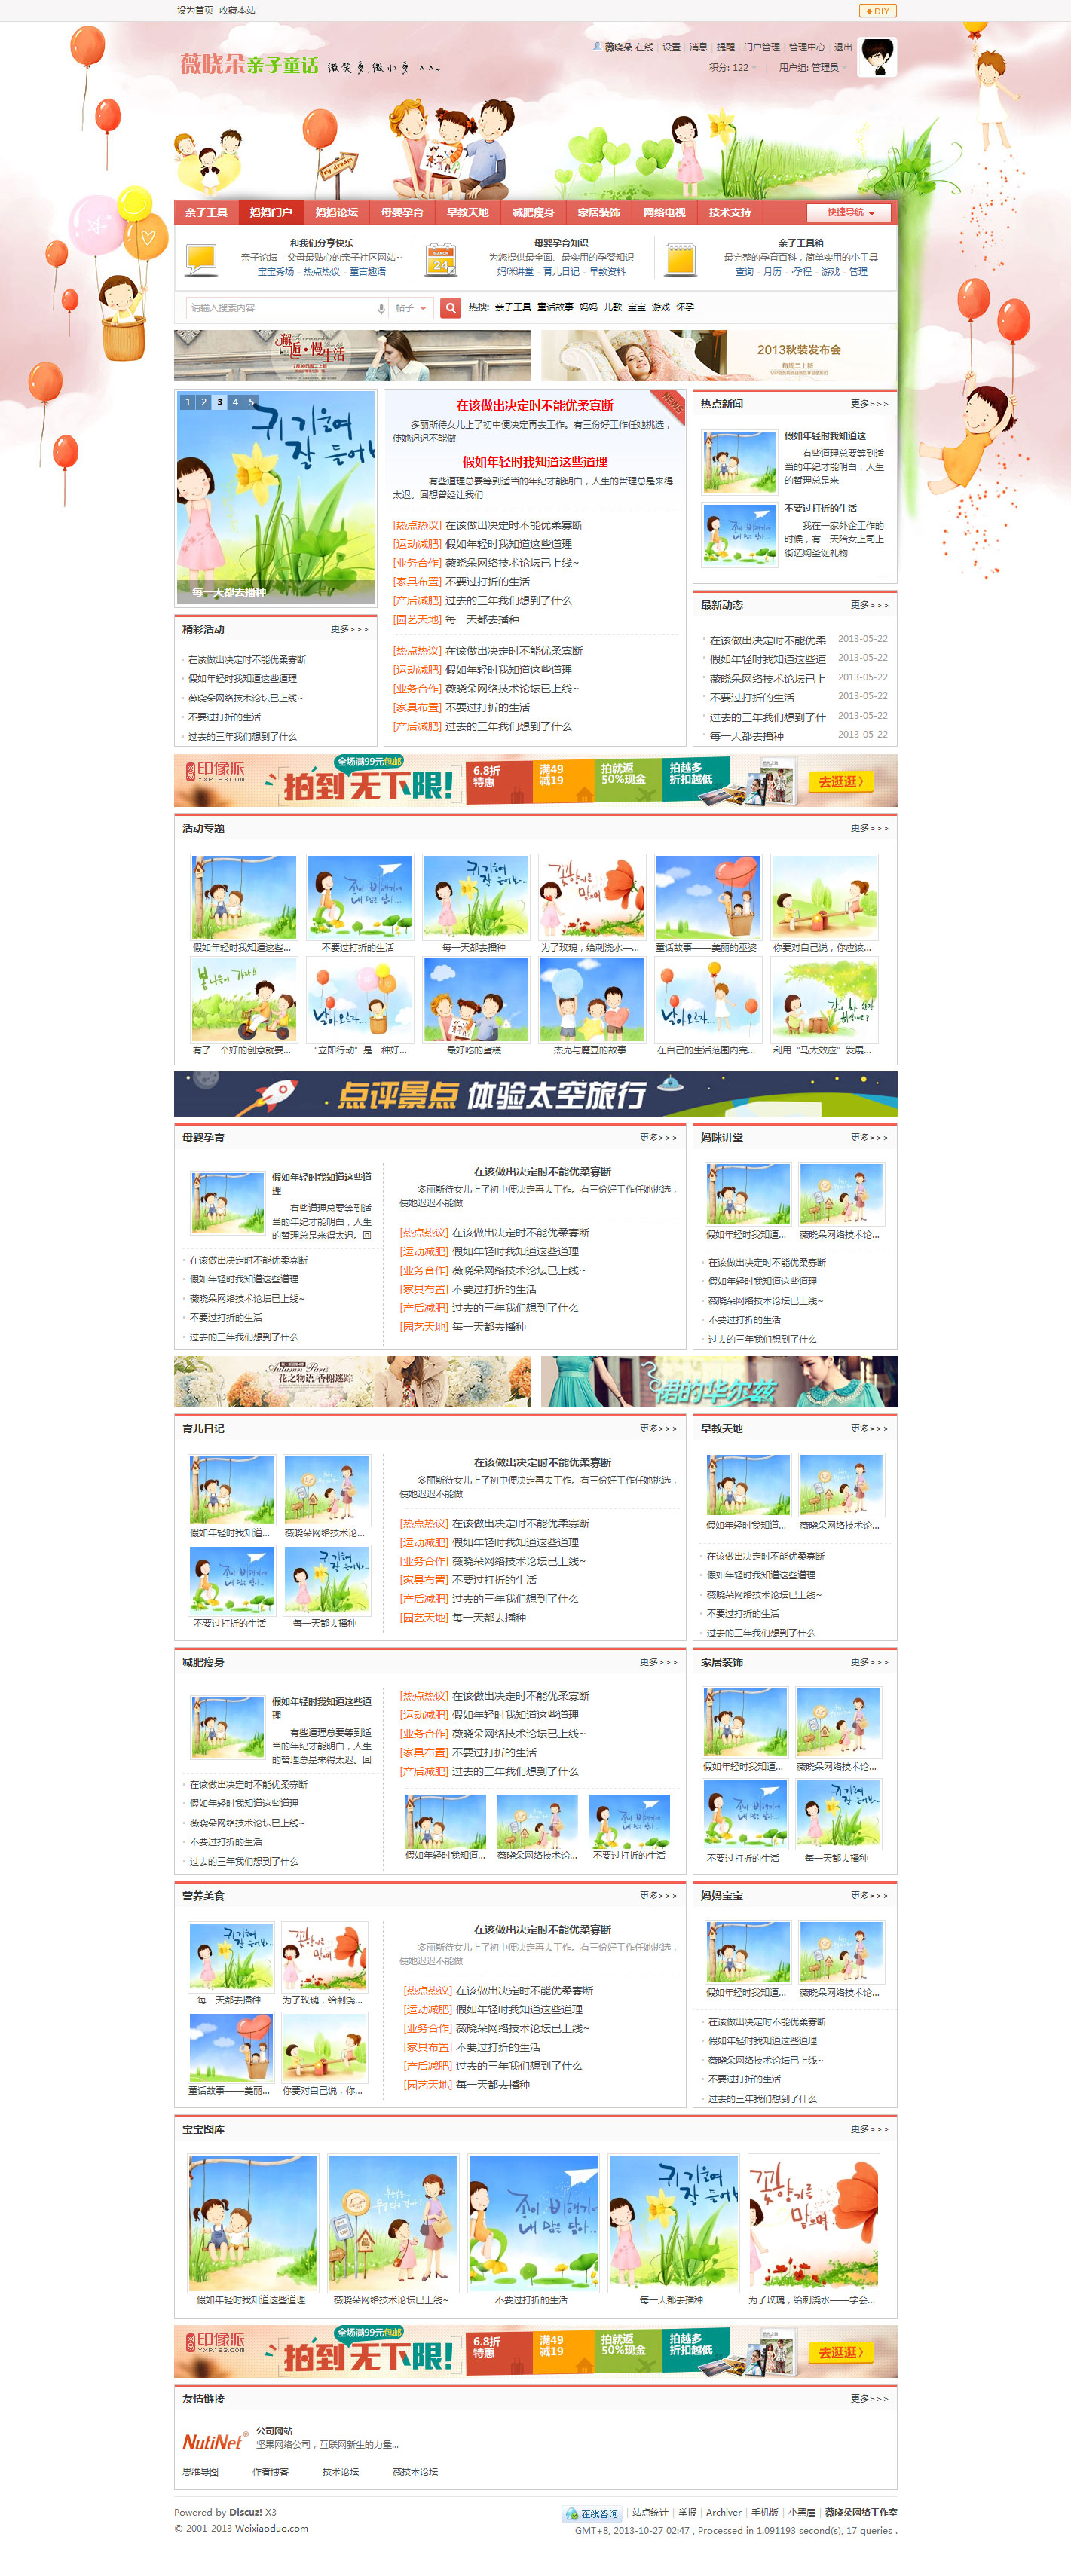 设为首页 收藏本站
DIY
薇晓朵 在线 | 设置 | 消息 | 提醒 | 门户管理 | 管理中心 | 退出
积分: 122 | 用户组: 管理员
薇晓朵亲子童话 微笑多,微小多 ^ ^~
my dream
亲子工具 妈妈门户 妈妈论坛 母婴孕育 早教天地 减肥瘦身 家居装饰 网络电视 技术支持 快捷导航
和我们分享快乐
亲子论坛 - 父母最贴心的亲子社区网站~
宝宝秀场 - 热点热议 - 童言趣语
24
母婴孕育知识
为您提供最全面、最实用的孕婴知识
妈咪讲堂 - 育儿日记 - 早教资料
亲子工具箱
最完整的孕育百科，简单实用的小工具
查询 - 月历 - 孕程 - 游戏 - 管理
请输入搜索内容 帖子 热搜: 亲子工具 童话故事 妈妈 儿歌 宝宝 游戏 怀孕
邂逅·慢生活
2013秋装发布会
每周二上新
1 2 3 4 5
귀 기울여
잘 들어봐
每一天都去播种
精彩活动 更多>>>
在该做出决定时不能优柔寡断
假如年轻时我知道这些道理
薇晓朵网络技术论坛已上线~
不要过打折的生活
过去的三年我们想到了什么
NEWS
在该做出决定时不能优柔寡断
多丽斯待女儿上了初中便决定再去工作。有三份好工作任她挑选，
使她迟迟不能做
假如年轻时我知道这些道理
有些道理总要等到适当的年纪才能明白，人生的哲理总是来得
太迟。回想曾经让我们
[热点热议] 在该做出决定时不能优柔寡断
[运动减肥] 假如年轻时我知道这些道理
[业务合作] 薇晓朵网络技术论坛已上线~
[家具布置] 不要过打折的生活
[产后减肥] 过去的三年我们想到了什么
[园艺天地] 每一天都去播种
[热点热议] 在该做出决定时不能优柔寡断
[运动减肥] 假如年轻时我知道这些道理
[业务合作] 薇晓朵网络技术论坛已上线~
[家具布置] 不要过打折的生活
[产后减肥] 过去的三年我们想到了什么
热点新闻 更多>>>
假如年轻时我知道这
有些道理总要等到适
当的年纪才能明白，人生
的哲理总是来
不要过打折的生活
我在一家外企工作的
时候，有一天陪女上司上
街选购圣诞礼物
最新动态 更多>>>
在该做出决定时不能优柔 2013-05-22
假如年轻时我知道这些道 2013-05-22
薇晓朵网络技术论坛已上 2013-05-22
不要过打折的生活 2013-05-22
过去的三年我们想到了什 2013-05-22
每一天都去播种 2013-05-22
网易印像派 YXP.163.COM 全场满99元包邮 拍到无下限! 6.8折特惠 满49减19 拍就返50%现金 拍越多折扣越低 去逛逛>
活动专题 更多>>>
假如年轻时我知道这些... 不要过打折的生活 每一天都去播种 为了玫瑰，给刺浇水—... 童话故事——美丽的巫婆 你要对自己说，你应该...
有了一个好的创意就要... “立即行动”是一种好... 最好吃的蛋糕 杰克与魔豆的故事 在自己的生活范围内完... 利用“马太效应”发展...
点评景点 体验太空旅行
母婴孕育 更多>>>
假如年轻时我知道这些道
理
有些道理总要等到适
当的年纪才能明白，人生
的哲理总是来得太迟。回
在该做出决定时不能优柔寡断
假如年轻时我知道这些道理
薇晓朵网络技术论坛已上线~
不要过打折的生活
过去的三年我们想到了什么
在该做出决定时不能优柔寡断
多丽斯待女儿上了初中便决定再去工作。有三份好工作任她挑选，
使她迟迟不能做
[热点热议] 在该做出决定时不能优柔寡断
[运动减肥] 假如年轻时我知道这些道理
[业务合作] 薇晓朵网络技术论坛已上线~
[家具布置] 不要过打折的生活
[产后减肥] 过去的三年我们想到了什么
[园艺天地] 每一天都去播种
妈咪讲堂 更多>>>
假如年轻时我知道... 薇晓朵网络技术论...
在该做出决定时不能优柔寡断
假如年轻时我知道这些道理
薇晓朵网络技术论坛已上线~
不要过打折的生活
过去的三年我们想到了什么
Autumn Paris
花之物语·香榭迷踪
裙的华尔兹
育儿日记 更多>>>
假如年轻时我知道... 薇晓朵网络技术论...
不要过打折的生活 每一天都去播种
在该做出决定时不能优柔寡断
多丽斯待女儿上了初中便决定再去工作。有三份好工作任她挑选，
使她迟迟不能做
[热点热议] 在该做出决定时不能优柔寡断
[运动减肥] 假如年轻时我知道这些道理
[业务合作] 薇晓朵网络技术论坛已上线~
[家具布置] 不要过打折的生活
[产后减肥] 过去的三年我们想到了什么
[园艺天地] 每一天都去播种
早教天地 更多>>>
假如年轻时我知道... 薇晓朵网络技术论...
在该做出决定时不能优柔寡断
假如年轻时我知道这些道理
薇晓朵网络技术论坛已上线~
不要过打折的生活
过去的三年我们想到了什么
减肥瘦身 更多>>>
假如年轻时我知道这些道
理
有些道理总要等到适
当的年纪才能明白，人生
的哲理总是来得太迟。回
在该做出决定时不能优柔寡断
假如年轻时我知道这些道理
薇晓朵网络技术论坛已上线~
不要过打折的生活
过去的三年我们想到了什么
[热点热议] 在该做出决定时不能优柔寡断
[运动减肥] 假如年轻时我知道这些道理
[业务合作] 薇晓朵网络技术论坛已上线~
[家具布置] 不要过打折的生活
[产后减肥] 过去的三年我们想到了什么
假如年轻时我知道... 薇晓朵网络技术论... 不要过打折的生活
家居装饰 更多>>>
假如年轻时我知道... 薇晓朵网络技术论...
不要过打折的生活 每一天都去播种
营养美食 更多>>>
每一天都去播种 为了玫瑰，给刺浇...
童话故事——美丽... 你要对自己说，你...
在该做出决定时不能优柔寡断
多丽斯待女儿上了初中便决定再去工作。有三份好工作任她挑选，
使她迟迟不能做
[热点热议] 在该做出决定时不能优柔寡断
[运动减肥] 假如年轻时我知道这些道理
[业务合作] 薇晓朵网络技术论坛已上线~
[家具布置] 不要过打折的生活
[产后减肥] 过去的三年我们想到了什么
[园艺天地] 每一天都去播种
妈妈宝宝 更多>>>
假如年轻时我知道... 薇晓朵网络技术论...
在该做出决定时不能优柔寡断
假如年轻时我知道这些道理
薇晓朵网络技术论坛已上线~
不要过打折的生活
过去的三年我们想到了什么
宝宝图库 更多>>>
假如年轻时我知道这些道理 薇晓朵网络技术论坛已上线~ 不要过打折的生活 每一天都去播种 为了玫瑰，给刺浇水——学会...
网易印像派 YXP.163.COM 全场满99元包邮 拍到无下限! 6.8折特惠 满49减19 拍就返50%现金 拍越多折扣越低 去逛逛>
友情链接 更多>>>
NutiNet
公司网站
坚果网络公司，互联网新生的力量...
思维导图 作者博客 技术论坛 薇技术论坛
Powered by Discuz! X3
© 2001-2013 Weixiaoduo.com
在线咨询 | 站点统计 | 举报 | Archiver | 手机版 | 小黑屋 | 薇晓朵网络工作室
GMT+8, 2013-10-27 02:47 , Processed in 1.091193 second(s), 17 queries .